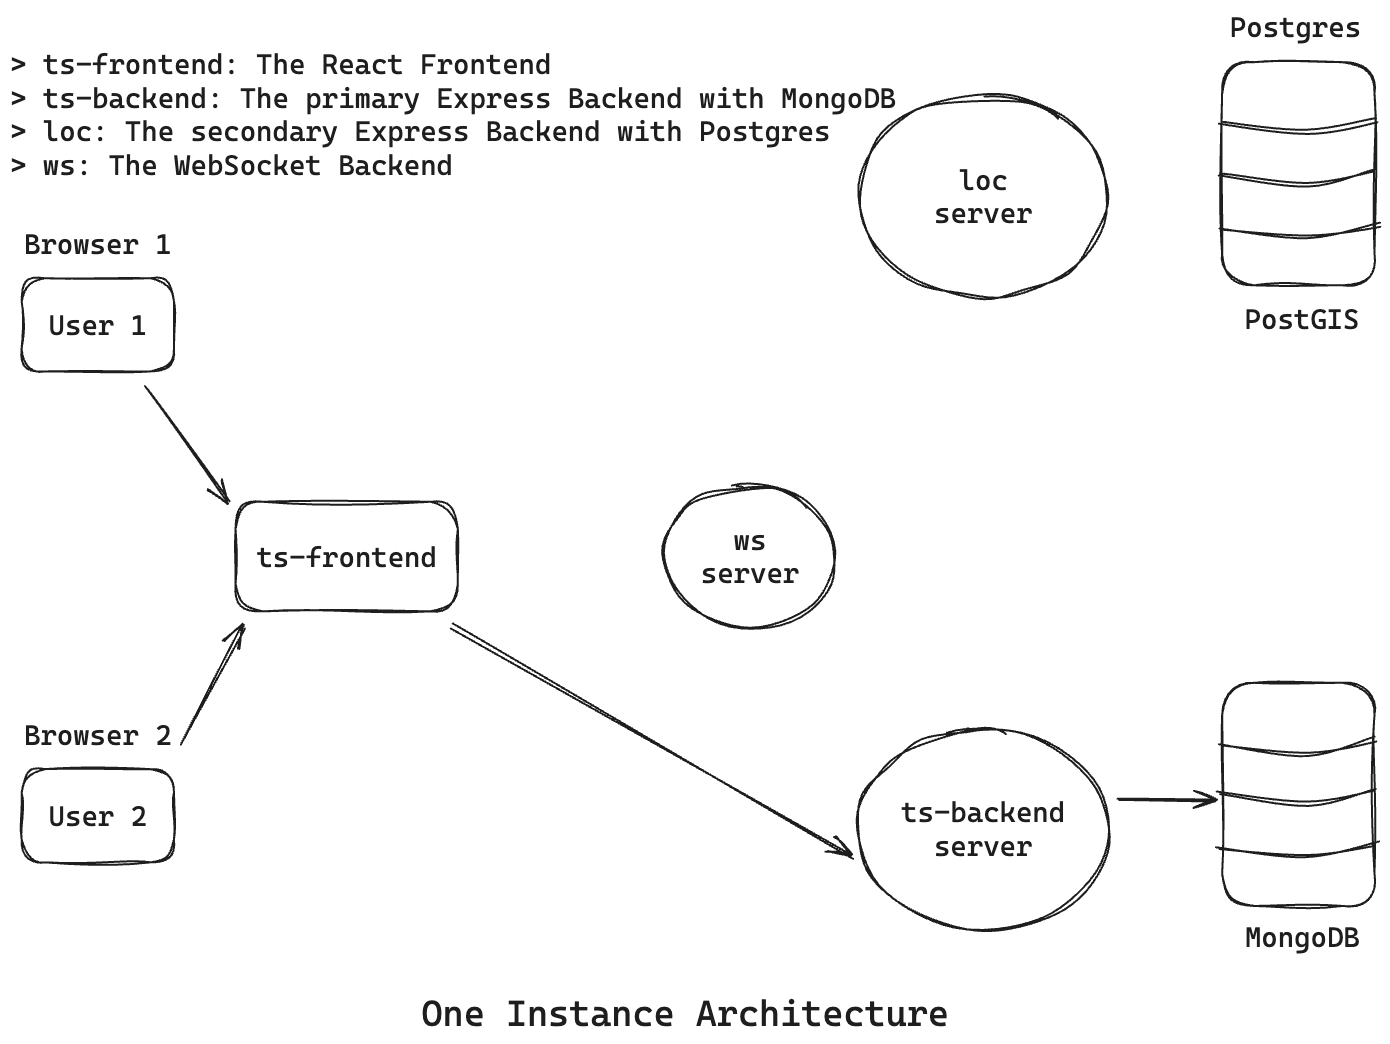 Postgres
> ts-frontend: The React Frontend
> ts-backend: The primary Express Backend with MongoDB
> loc: The secondary Express Backend with Postgres
> ws: The WebSocket Backend
loc
server
Browser 1
User 1
PostGIS
ts-frontend
ws
server
Browser 2
User 2
ts-backend
server
MongoDB
One Instance Architecture